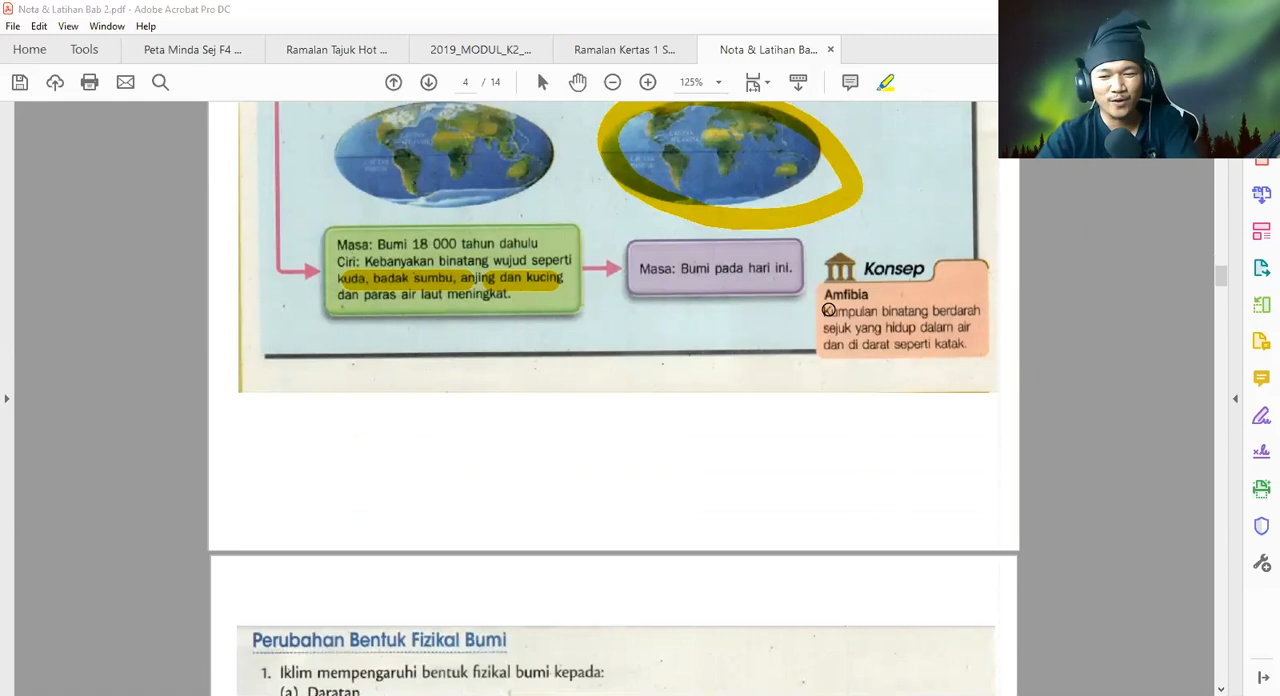 Nota & Latihan Bab 2.pdf - Adobe Acrobat Pro DC
File Edit View Window Help
Home Tools Peta Minda Sej F4 ... Ramalan Tajuk Hot ... 2019_MODUL_K2_... Ramalan Kertas 1 S... Nota & Latihan Ba... ×
4 / 14 125%
Masa: Bumi 18 000 tahun dahulu
Ciri: Kebanyakan binatang wujud seperti
kuda, badak sumbu, anjing dan kucing
dan paras air laut meningkat.
Masa: Bumi pada hari ini.
Konsep
Amfibia
Kumpulan binatang berdarah
sejuk yang hidup dalam air
dan di darat seperti katak.
Perubahan Bentuk Fizikal Bumi
1. Iklim mempengaruhi bentuk fizikal bumi kepada:
(a) Daratan